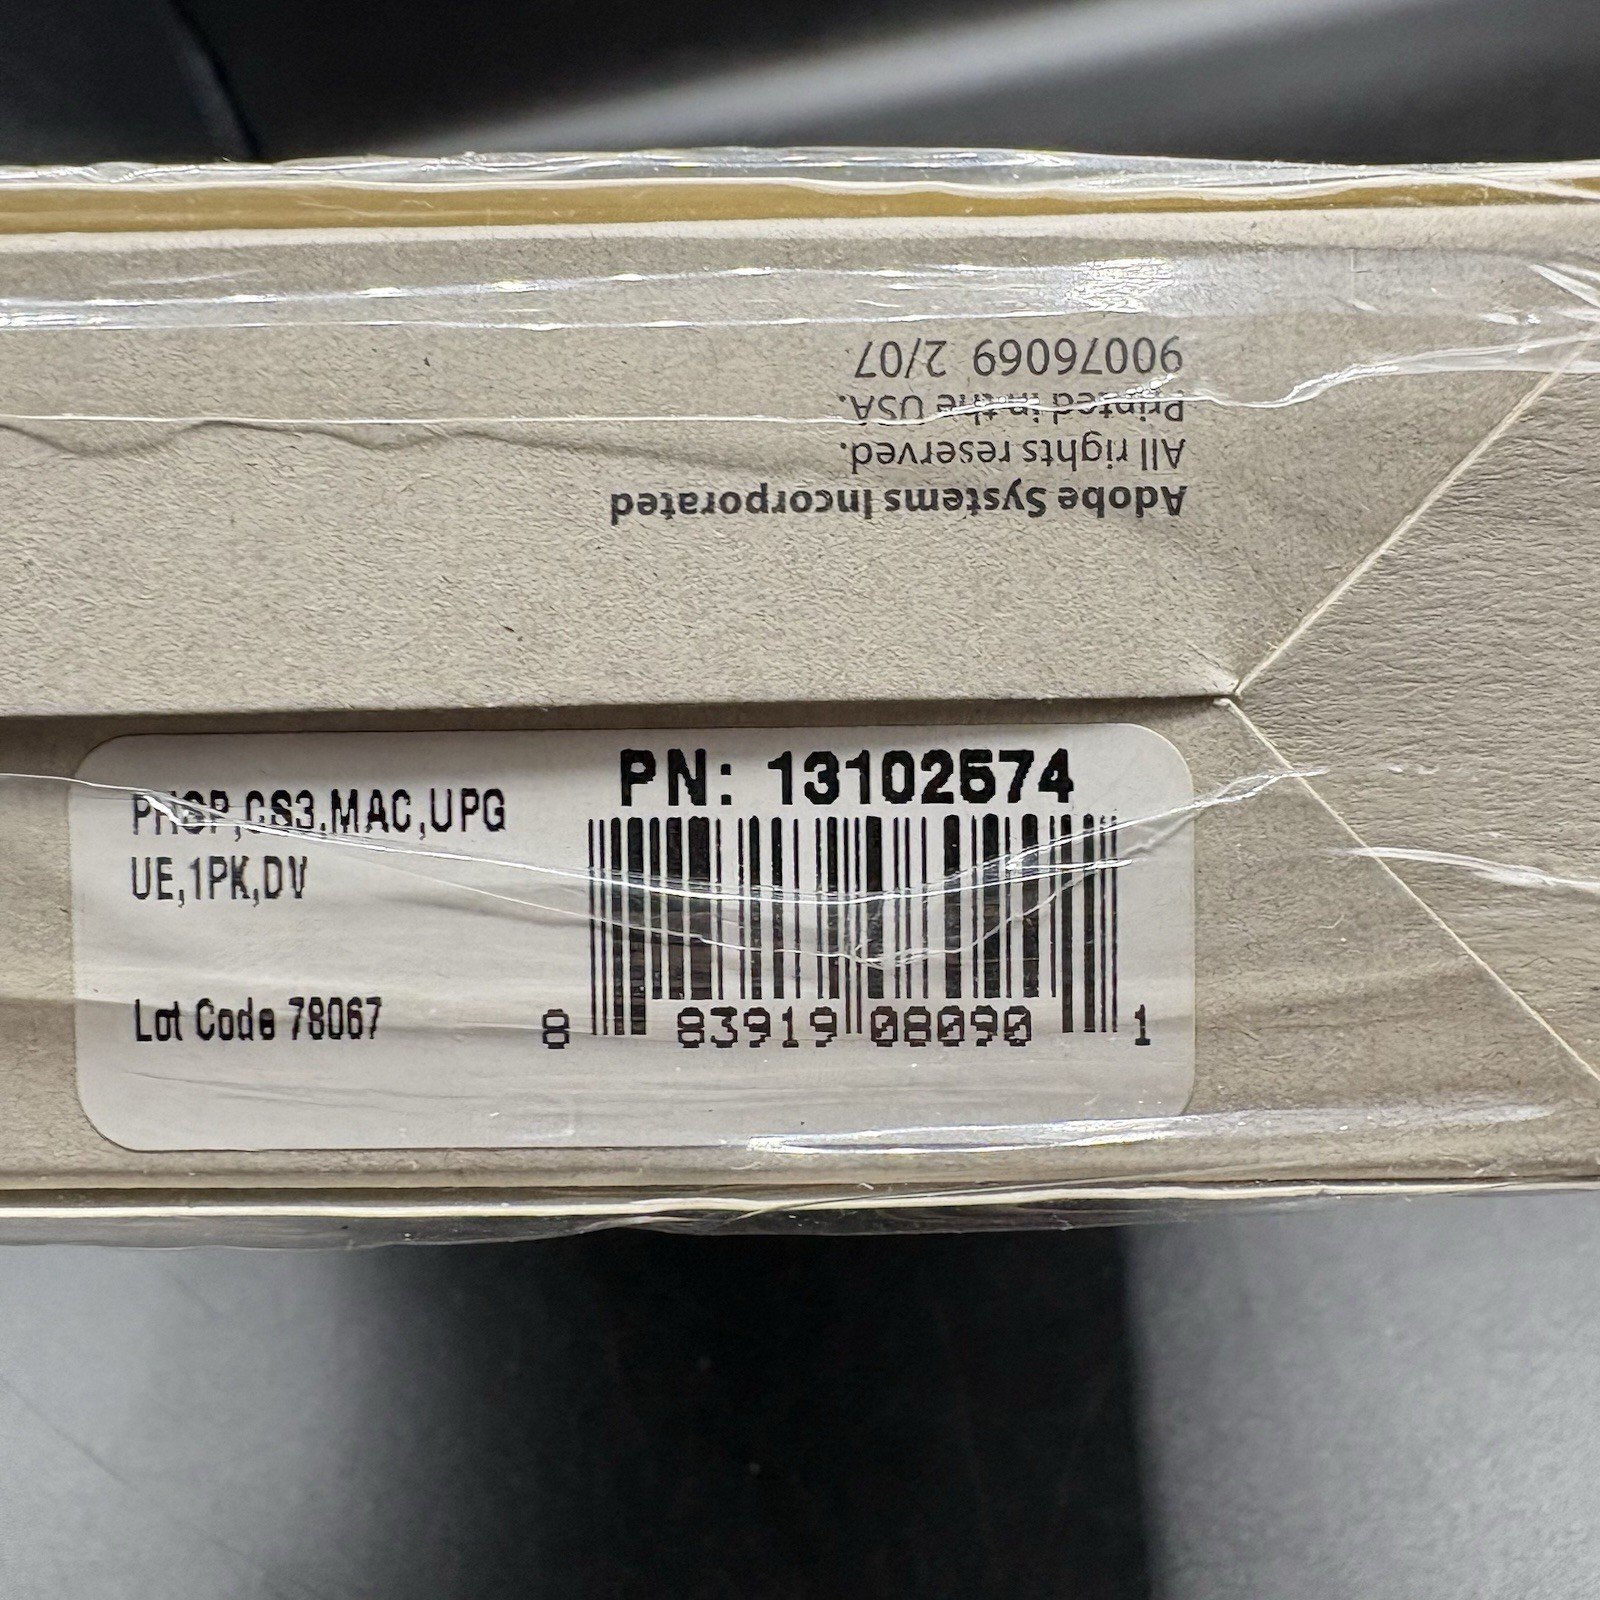 Adobe Systems Incorporated
All rights reserved.
Printed in the USA.
90076069 2/07
PN: 13102574
PHSP,CS3,MAC,UPG
UE,1PK,DV
Lot Code 78067
8 83919 08090 1